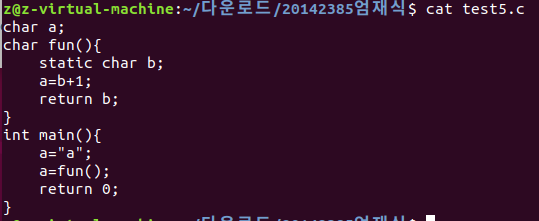 z@z-virtual-machine:~/다운로드/20142385엄재식$ cat test5.c
char a;
char fun(){
    static char b;
    a=b+1;
    return b;
}
int main(){
    a="a";
    a=fun();
    return 0;
}